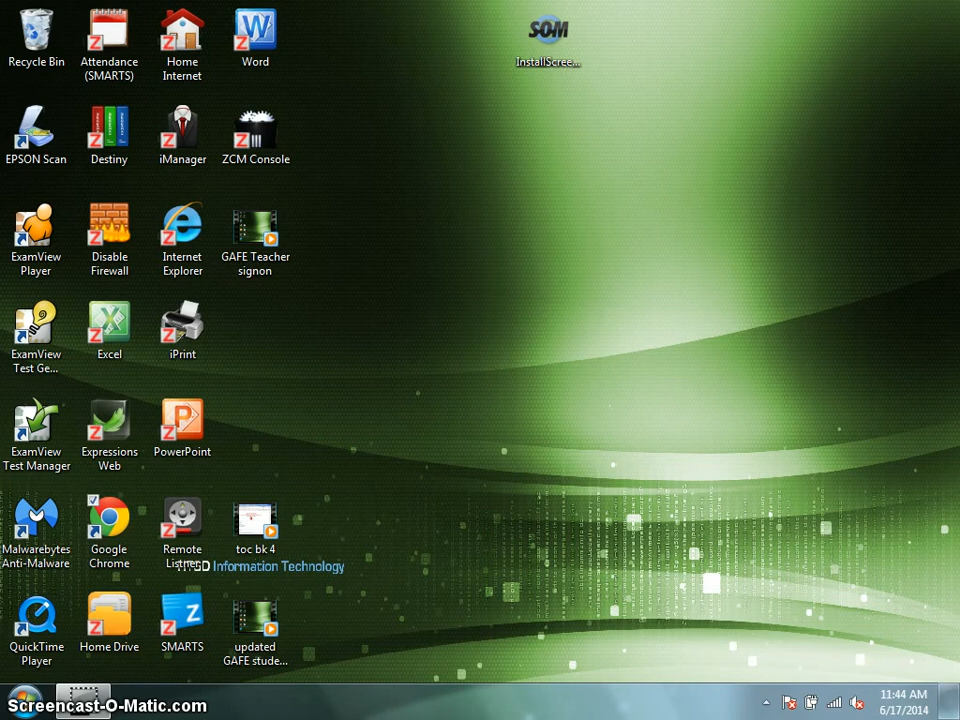 SOM
Recycle Bin
Attendance
(SMARTS)
Home
Internet
Word
InstallScree...
EPSON Scan
Destiny
iManager
ZCM Console
ExamView
Player
Disable
Firewall
Internet
Explorer
GAFE Teacher
signon
ExamView
Test Ge...
Excel
iPrint
ExamView
Test Manager
Expressions
Web
PowerPoint
Malwarebytes
Anti-Malware
Google
Chrome
Remote
toc bk 4
Information Technology
QuickTime
Player
Home Drive
SMARTS
updated
GAFE stude...
Screencast-O-Matic.com
11:44 AM
6/17/2014